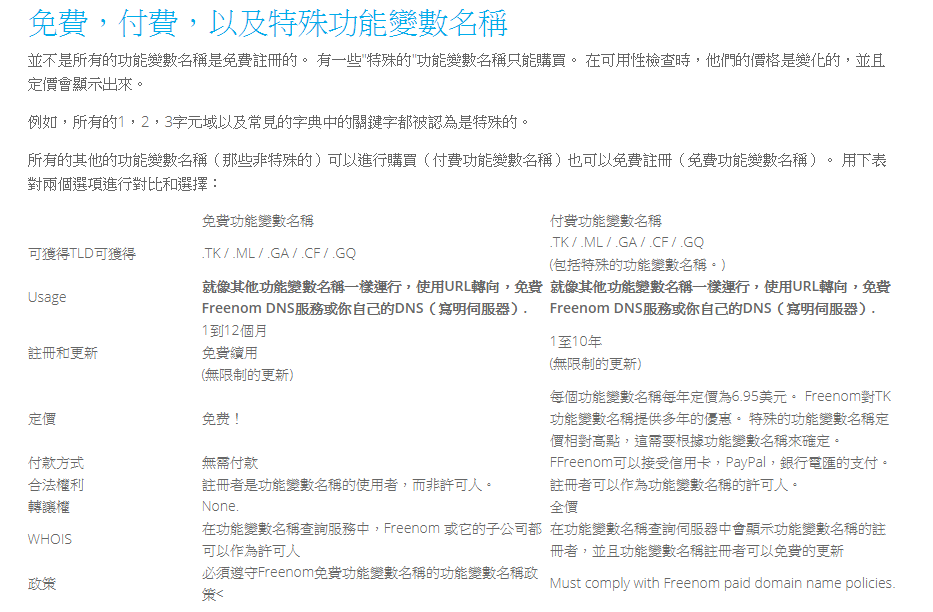 免費，付費，以及特殊功能變數名稱
並不是所有的功能變數名稱是免費註冊的。 有一些"特殊的"功能變數名稱只能購買。 在可用性檢查時，他們的價格是變化的，並且
定價會顯示出來。
例如，所有的1，2，3字元域以及常見的字典中的關鍵字都被認為是特殊的。
所有的其他的功能變數名稱（那些非特殊的）可以進行購買（付費功能變數名稱）也可以免費註冊（免費功能變數名稱）。 用下表
對兩個選項進行對比和選擇：
免費功能變數名稱 付費功能變數名稱
可獲得TLD可獲得 .TK / .ML / .GA / .CF / .GQ .TK / .ML / .GA / .CF / .GQ
(包括特殊的功能變數名稱。)
Usage 就像其他功能變數名稱一樣運行，使用URL轉向，免費 就像其他功能變數名稱一樣運行，使用URL轉向，免費
Freenom DNS服務或你自己的DNS（寫明伺服器）. Freenom DNS服務或你自己的DNS（寫明伺服器）.
註冊和更新 1到12個月 1至10年
免費續用 (無限制的更新)
(無限制的更新)
定價 免费！ 每個功能變數名稱每年定價為6.95美元。 Freenom對TK
功能變數名稱提供多年的優惠。 特殊的功能變數名稱定
價相對高點，這需要根據功能變數名稱來確定。
付款方式 無需付款 FFreenom可以接受信用卡，PayPal，銀行電匯的支付。
合法權利 註冊者是功能變數名稱的使用者，而非許可人。 註冊者可以作為功能變數名稱的許可人。
轉讓權 None. 全價
WHOIS 在功能變數名稱查詢服務中，Freenom 或它的子公司都 在功能變數名稱查詢伺服器中會顯示功能變數名稱的註
可以作為許可人 冊者，並且功能變數名稱註冊者可以免費的更新
政策 必須遵守Freenom免費功能變數名稱的功能變數名稱政 Must comply with Freenom paid domain name policies.
策<